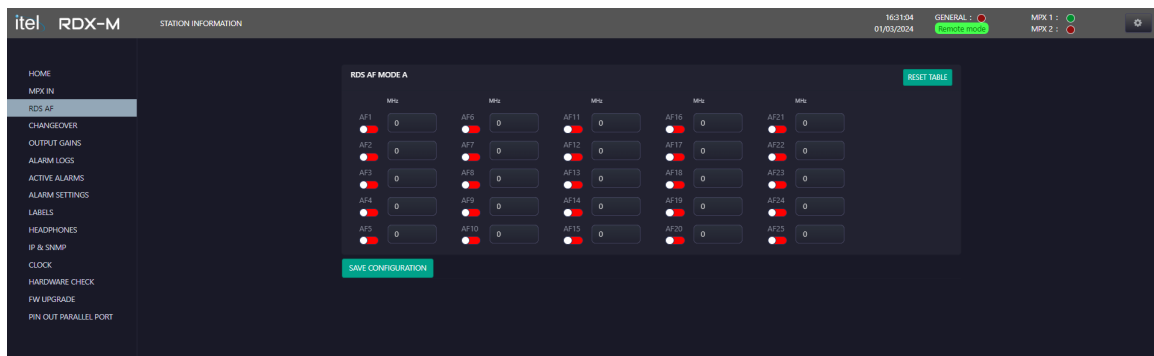 itel RDX-M STATION INFORMATION 16:31:04 GENERAL : MPX 1 :
01/03/2024 Remote mode MPX 2 :
HOME
MPX IN
RDS AF
CHANGEOVER
OUTPUT GAINS
ALARM LOGS
ACTIVE ALARMS
ALARM SETTINGS
LABELS
HEADPHONES
IP & SNMP
CLOCK
HARDWARE CHECK
FW UPGRADE
PIN OUT PARALLEL PORT
RDS AF MODE A RESET TABLE
MHz MHz MHz MHz MHz
AF1 0 AF6 0 AF11 0 AF16 0 AF21 0
AF2 0 AF7 0 AF12 0 AF17 0 AF22 0
AF3 0 AF8 0 AF13 0 AF18 0 AF23 0
AF4 0 AF9 0 AF14 0 AF19 0 AF24 0
AF5 0 AF10 0 AF15 0 AF20 0 AF25 0
SAVE CONFIGURATION